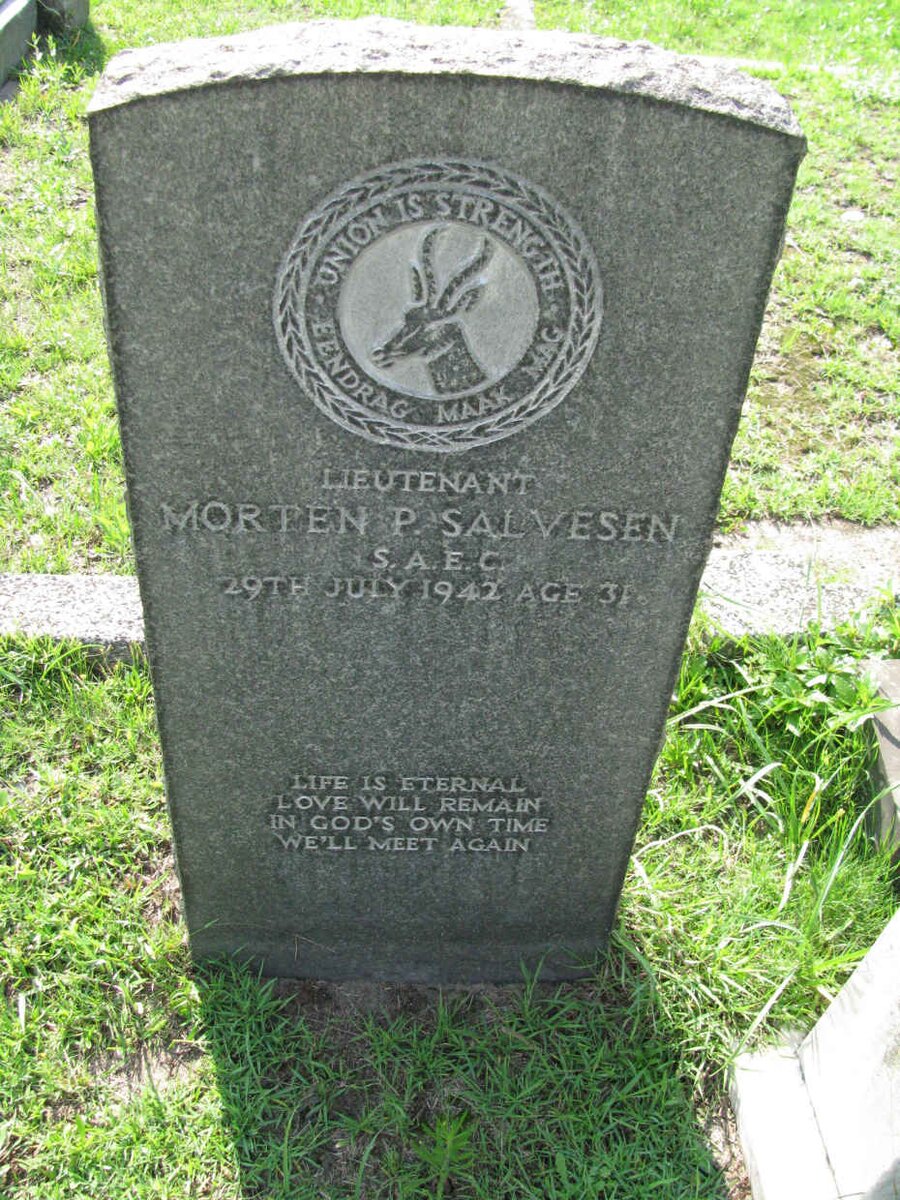 UNION IS STRENGTH
EENDRAG MAAK MAG
LIEUTENANT
MORTEN P. SALVESEN
S.A.E.C.
29TH JULY 1942 AGE 31
LIFE IS ETERNAL
LOVE WILL REMAIN
IN GOD'S OWN TIME
WE'LL MEET AGAIN